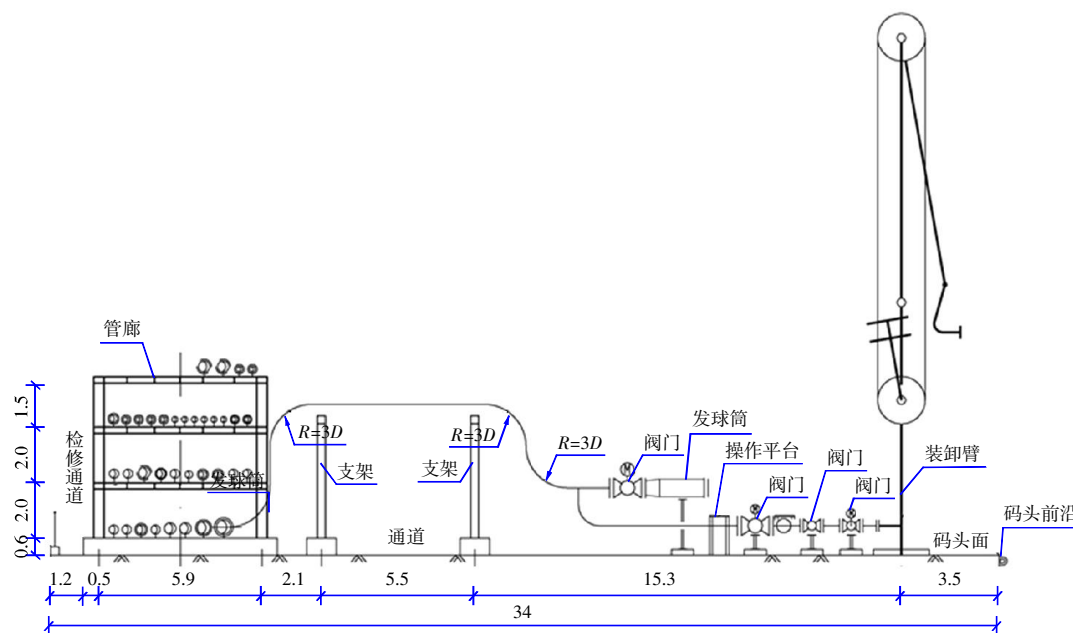 管廊
1.5
2.0
2.0
0.6
检修通道
R=3D
R=3D
R=3D
支架
支架
发球筒
通道
阀门
发球筒
操作平台
阀门
阀门
阀门
装卸臂
码头前沿
码头面
M
1.2
0.5
5.9
2.1
5.5
15.3
3.5
34